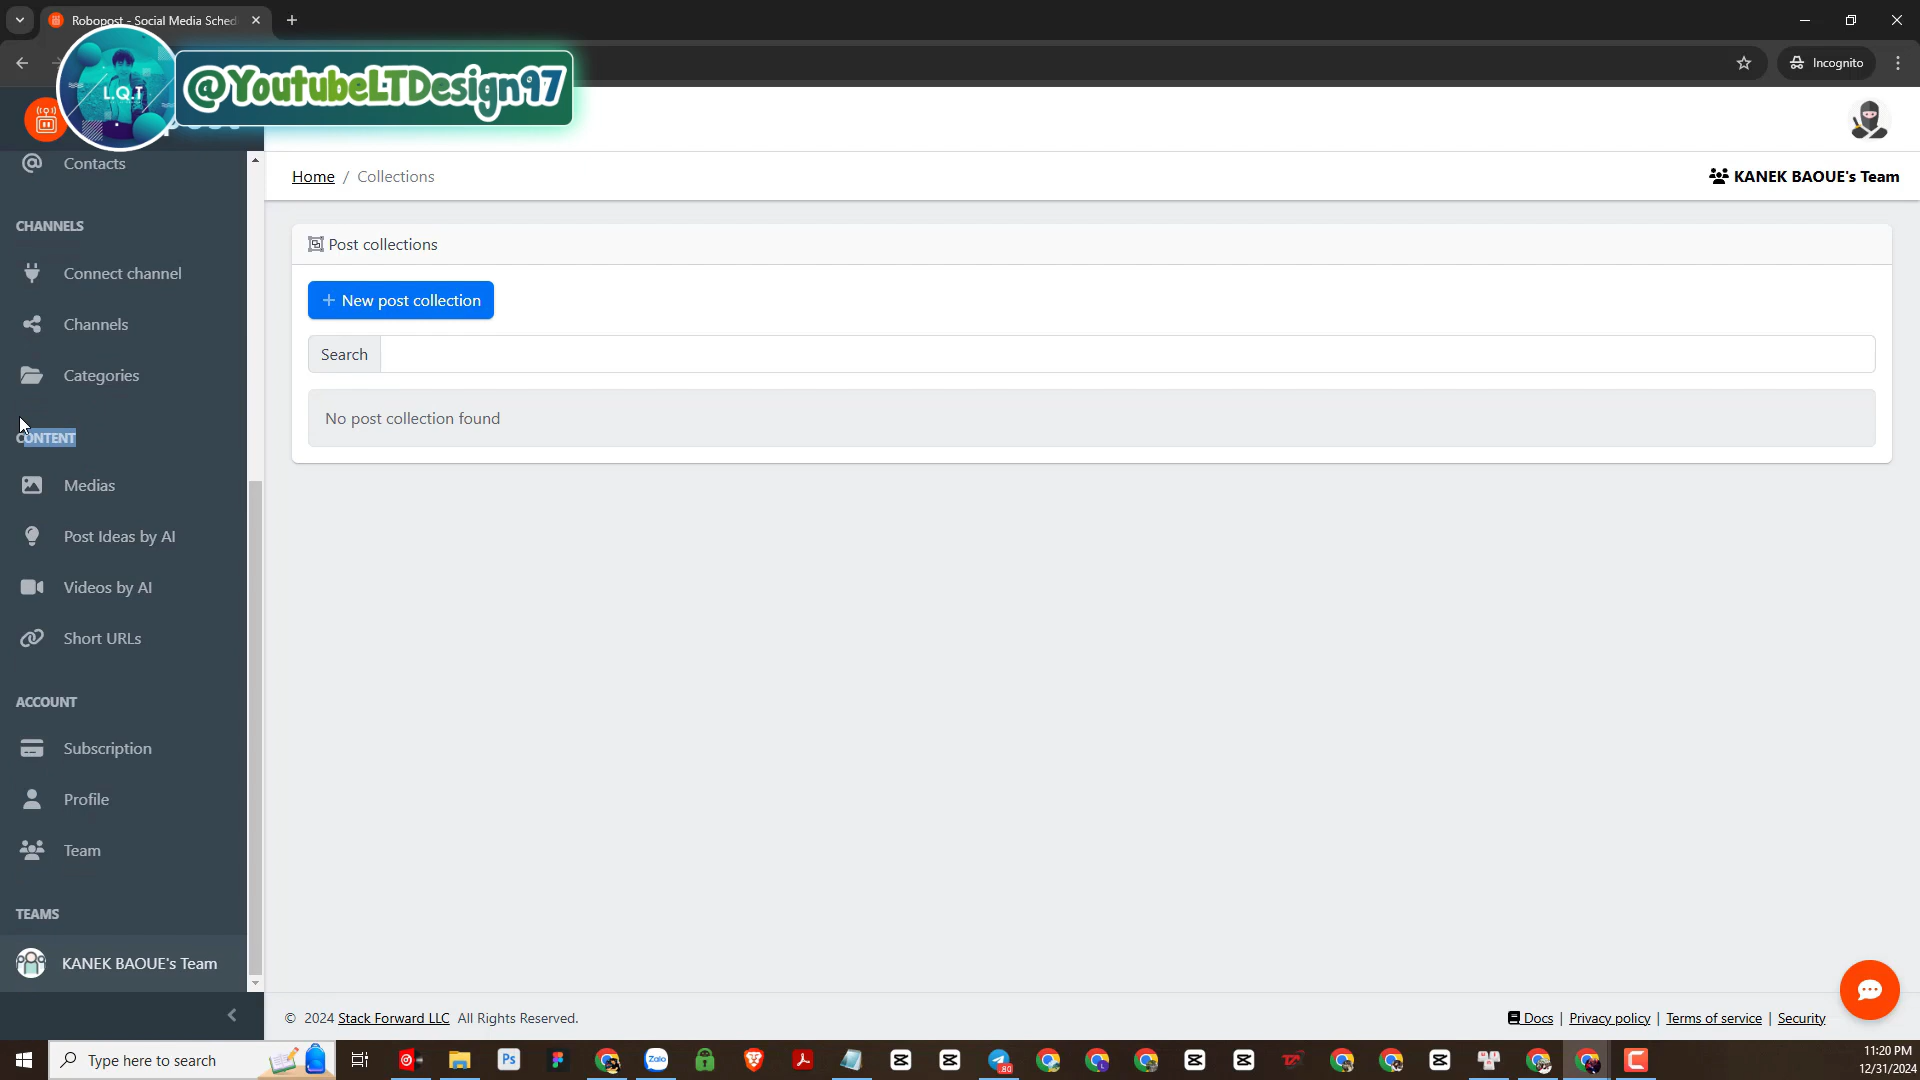 Robopost - Social Media Sched
Incognito
L.Q.T
@YoutubeLTDesign97
Contacts
CHANNELS
Connect channel
Channels
Categories
CONTENT
Medias
Post Ideas by AI
Videos by AI
Short URLs
ACCOUNT
Subscription
Profile
Team
TEAMS
KANEK BAOUE's Team
Home / Collections
KANEK BAOUE's Team
Post collections
+ New post collection
Search
No post collection found
© 2024 Stack Forward LLC All Rights Reserved.
Docs | Privacy policy | Terms of service | Security
Type here to search
Ps
Zalo
80
11:20 PM
12/31/2024